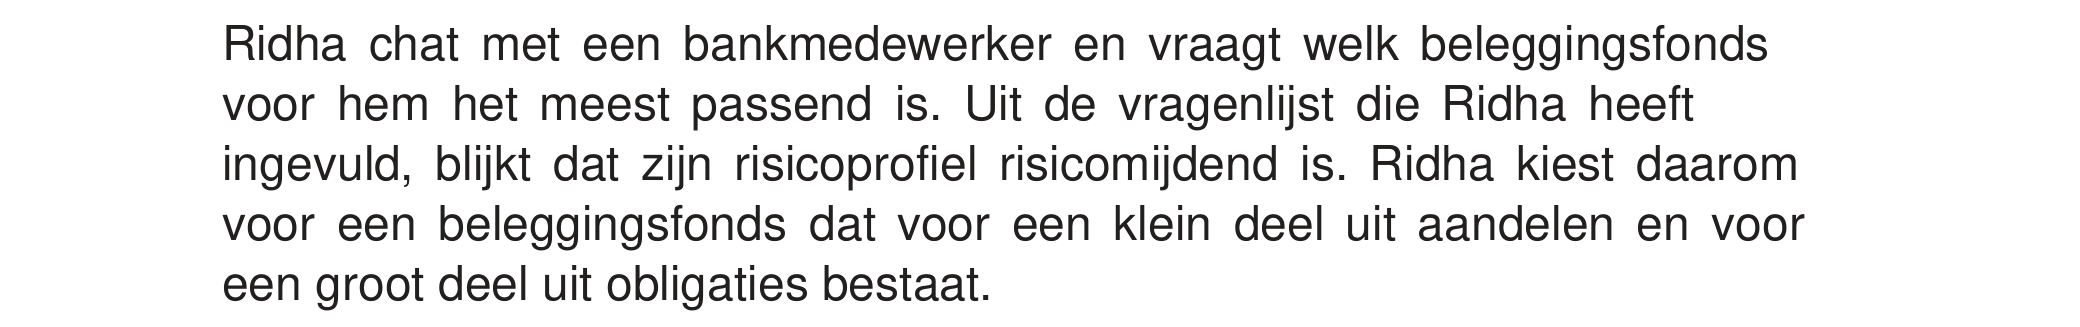 Ridha chat met een bankmedewerker en vraagt welk beleggingsfonds
voor hem het meest passend is. Uit de vragenlijst die Ridha heeft
ingevuld, blijkt dat zijn risicoprofiel risicomijdend is. Ridha kiest daarom
voor een beleggingsfonds dat voor een klein deel uit aandelen en voor
een groot deel uit obligaties bestaat.